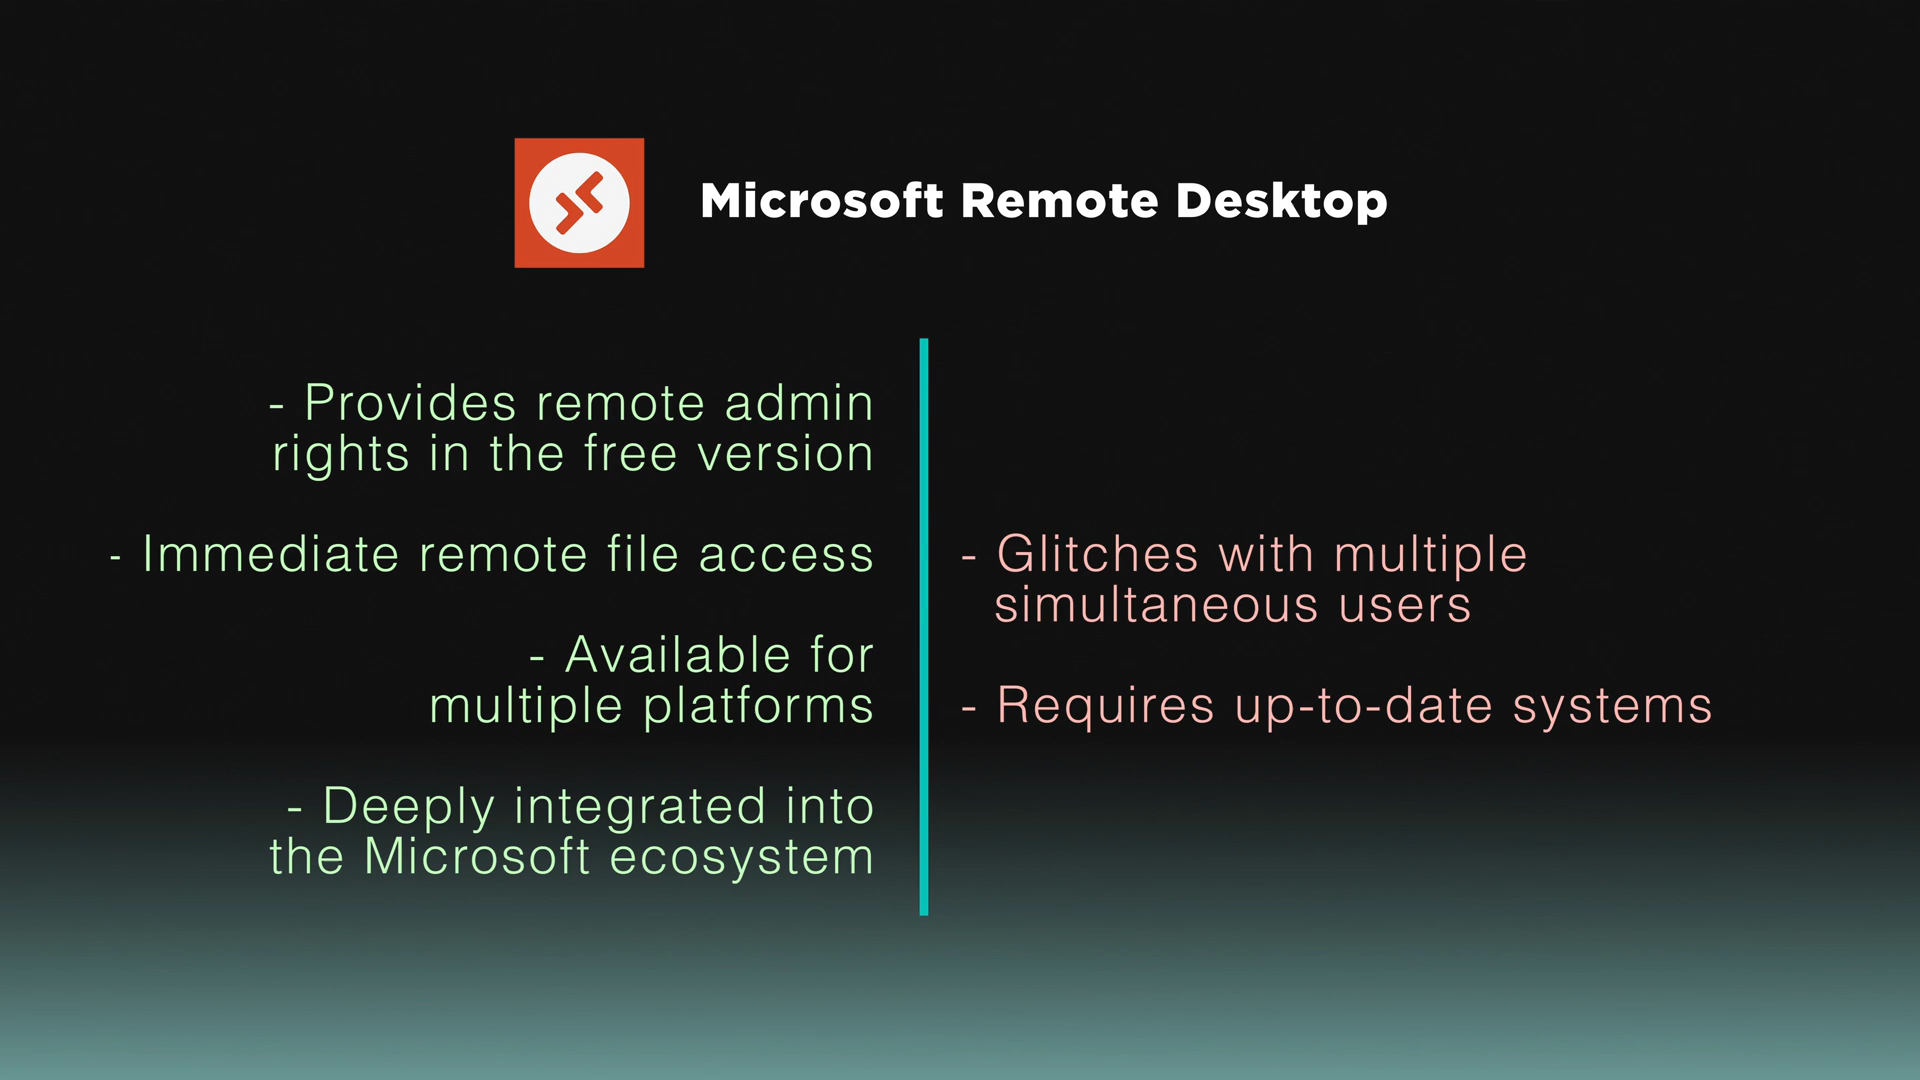 Microsoft Remote Desktop
- Provides remote admin
rights in the free version
- Immediate remote file access
- Available for
multiple platforms
- Deeply integrated into
the Microsoft ecosystem
- Glitches with multiple
simultaneous users
- Requires up-to-date systems